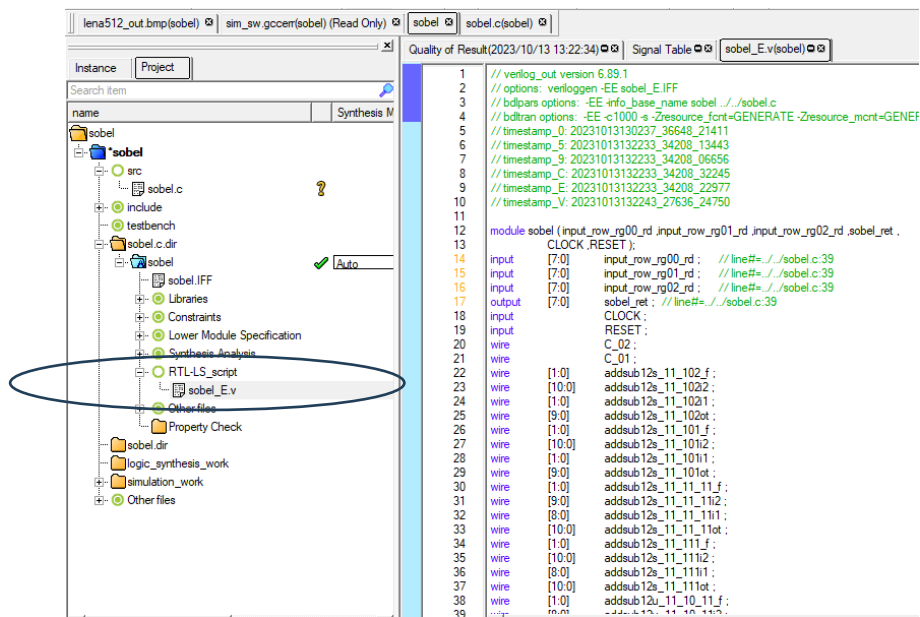 lena512_out.bmp(sobel) sim_sw.gccerr(sobel) (Read Only) sobel sobel.c(sobel)
Instance Project
Search item
name Synthesis M
sobel
*sobel
src
sobel.c
include
testbench
sobel.c.dir
sobel Auto
sobel.IFF
Libraries
Constraints
Lower Module Specification
Synthesis Analysis
RTL-LS_script
sobel_E.v
Other files
Property Check
sobel.dir
logic_synthesis_work
simulation_work
Other files
Quality of Result(2023/10/13 13:22:34) Signal Table sobel_E.v(sobel)
1 // verilog_out version 6.89.1
2 // options: veriloggen -EE sobel_E.IFF
3 // bdlpars options: -EE -info_base_name sobel ../../sobel.c
4 // bdltran options: -EE -c1000 -s -Zresource_fcnt=GENERATE -Zresource_mcnt=GENER
5 // timestamp_0: 20231013130237_36648_21411
6 // timestamp_5: 20231013132233_34208_13443
7 // timestamp_9: 20231013132233_34208_06656
8 // timestamp_C: 20231013132233_34208_32245
9 // timestamp_E: 20231013132233_34208_22977
10 // timestamp_V: 20231013132243_27636_24750
11
12 module sobel ( input_row_rg00_rd ,input_row_rg01_rd ,input_row_rg02_rd ,sobel_ret ,
13 CLOCK ,RESET );
14 input [7:0] input_row_rg00_rd ; // line#=../../sobel.c:39
15 input [7:0] input_row_rg01_rd ; // line#=../../sobel.c:39
16 input [7:0] input_row_rg02_rd ; // line#=../../sobel.c:39
17 output [7:0] sobel_ret ; // line#=../../sobel.c:39
18 input CLOCK ;
19 input RESET ;
20 wire C_02 ;
21 wire C_01 ;
22 wire [1:0] addsub12s_11_102_f ;
23 wire [10:0] addsub12s_11_102i2 ;
24 wire [1:0] addsub12s_11_102i1 ;
25 wire [9:0] addsub12s_11_102ot ;
26 wire [1:0] addsub12s_11_101_f ;
27 wire [10:0] addsub12s_11_101i2 ;
28 wire [1:0] addsub12s_11_101i1 ;
29 wire [9:0] addsub12s_11_101ot ;
30 wire [1:0] addsub12s_11_11_11_f ;
31 wire [9:0] addsub12s_11_11_11i2 ;
32 wire [8:0] addsub12s_11_11_11i1 ;
33 wire [10:0] addsub12s_11_11_11ot ;
34 wire [1:0] addsub12s_11_111_f ;
35 wire [10:0] addsub12s_11_111i2 ;
36 wire [8:0] addsub12s_11_111i1 ;
37 wire [10:0] addsub12s_11_111ot ;
38 wire [1:0] addsub12u_11_10_11_f ;
39